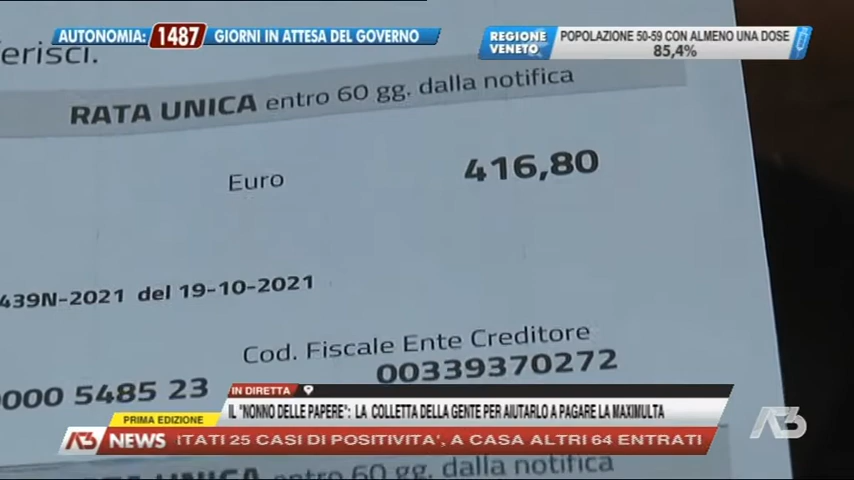 AUTONOMIA: 1487 GIORNI IN ATTESA DEL GOVERNO
REGIONE VENETO
POPOLAZIONE 50-59 CON ALMENO UNA DOSE
85,4%
erisci.
RATA UNICA entro 60 gg. dalla notifica
Euro 416,80
439N-2021 del 19-10-2021
Cod. Fiscale Ente Creditore
0000 5485 23 00339370272
IN DIRETTA
IL "NONNO DELLE PAPERE": LA COLLETTA DELLA GENTE PER AIUTARLO A PAGARE LA MAXIMULTA
PRIMA EDIZIONE
A3 NEWS ITATI 25 CASI DI POSITIVITA', A CASA ALTRI 64 ENTRATI
A3
RATA UNICA entro 60 gg. dalla notifica